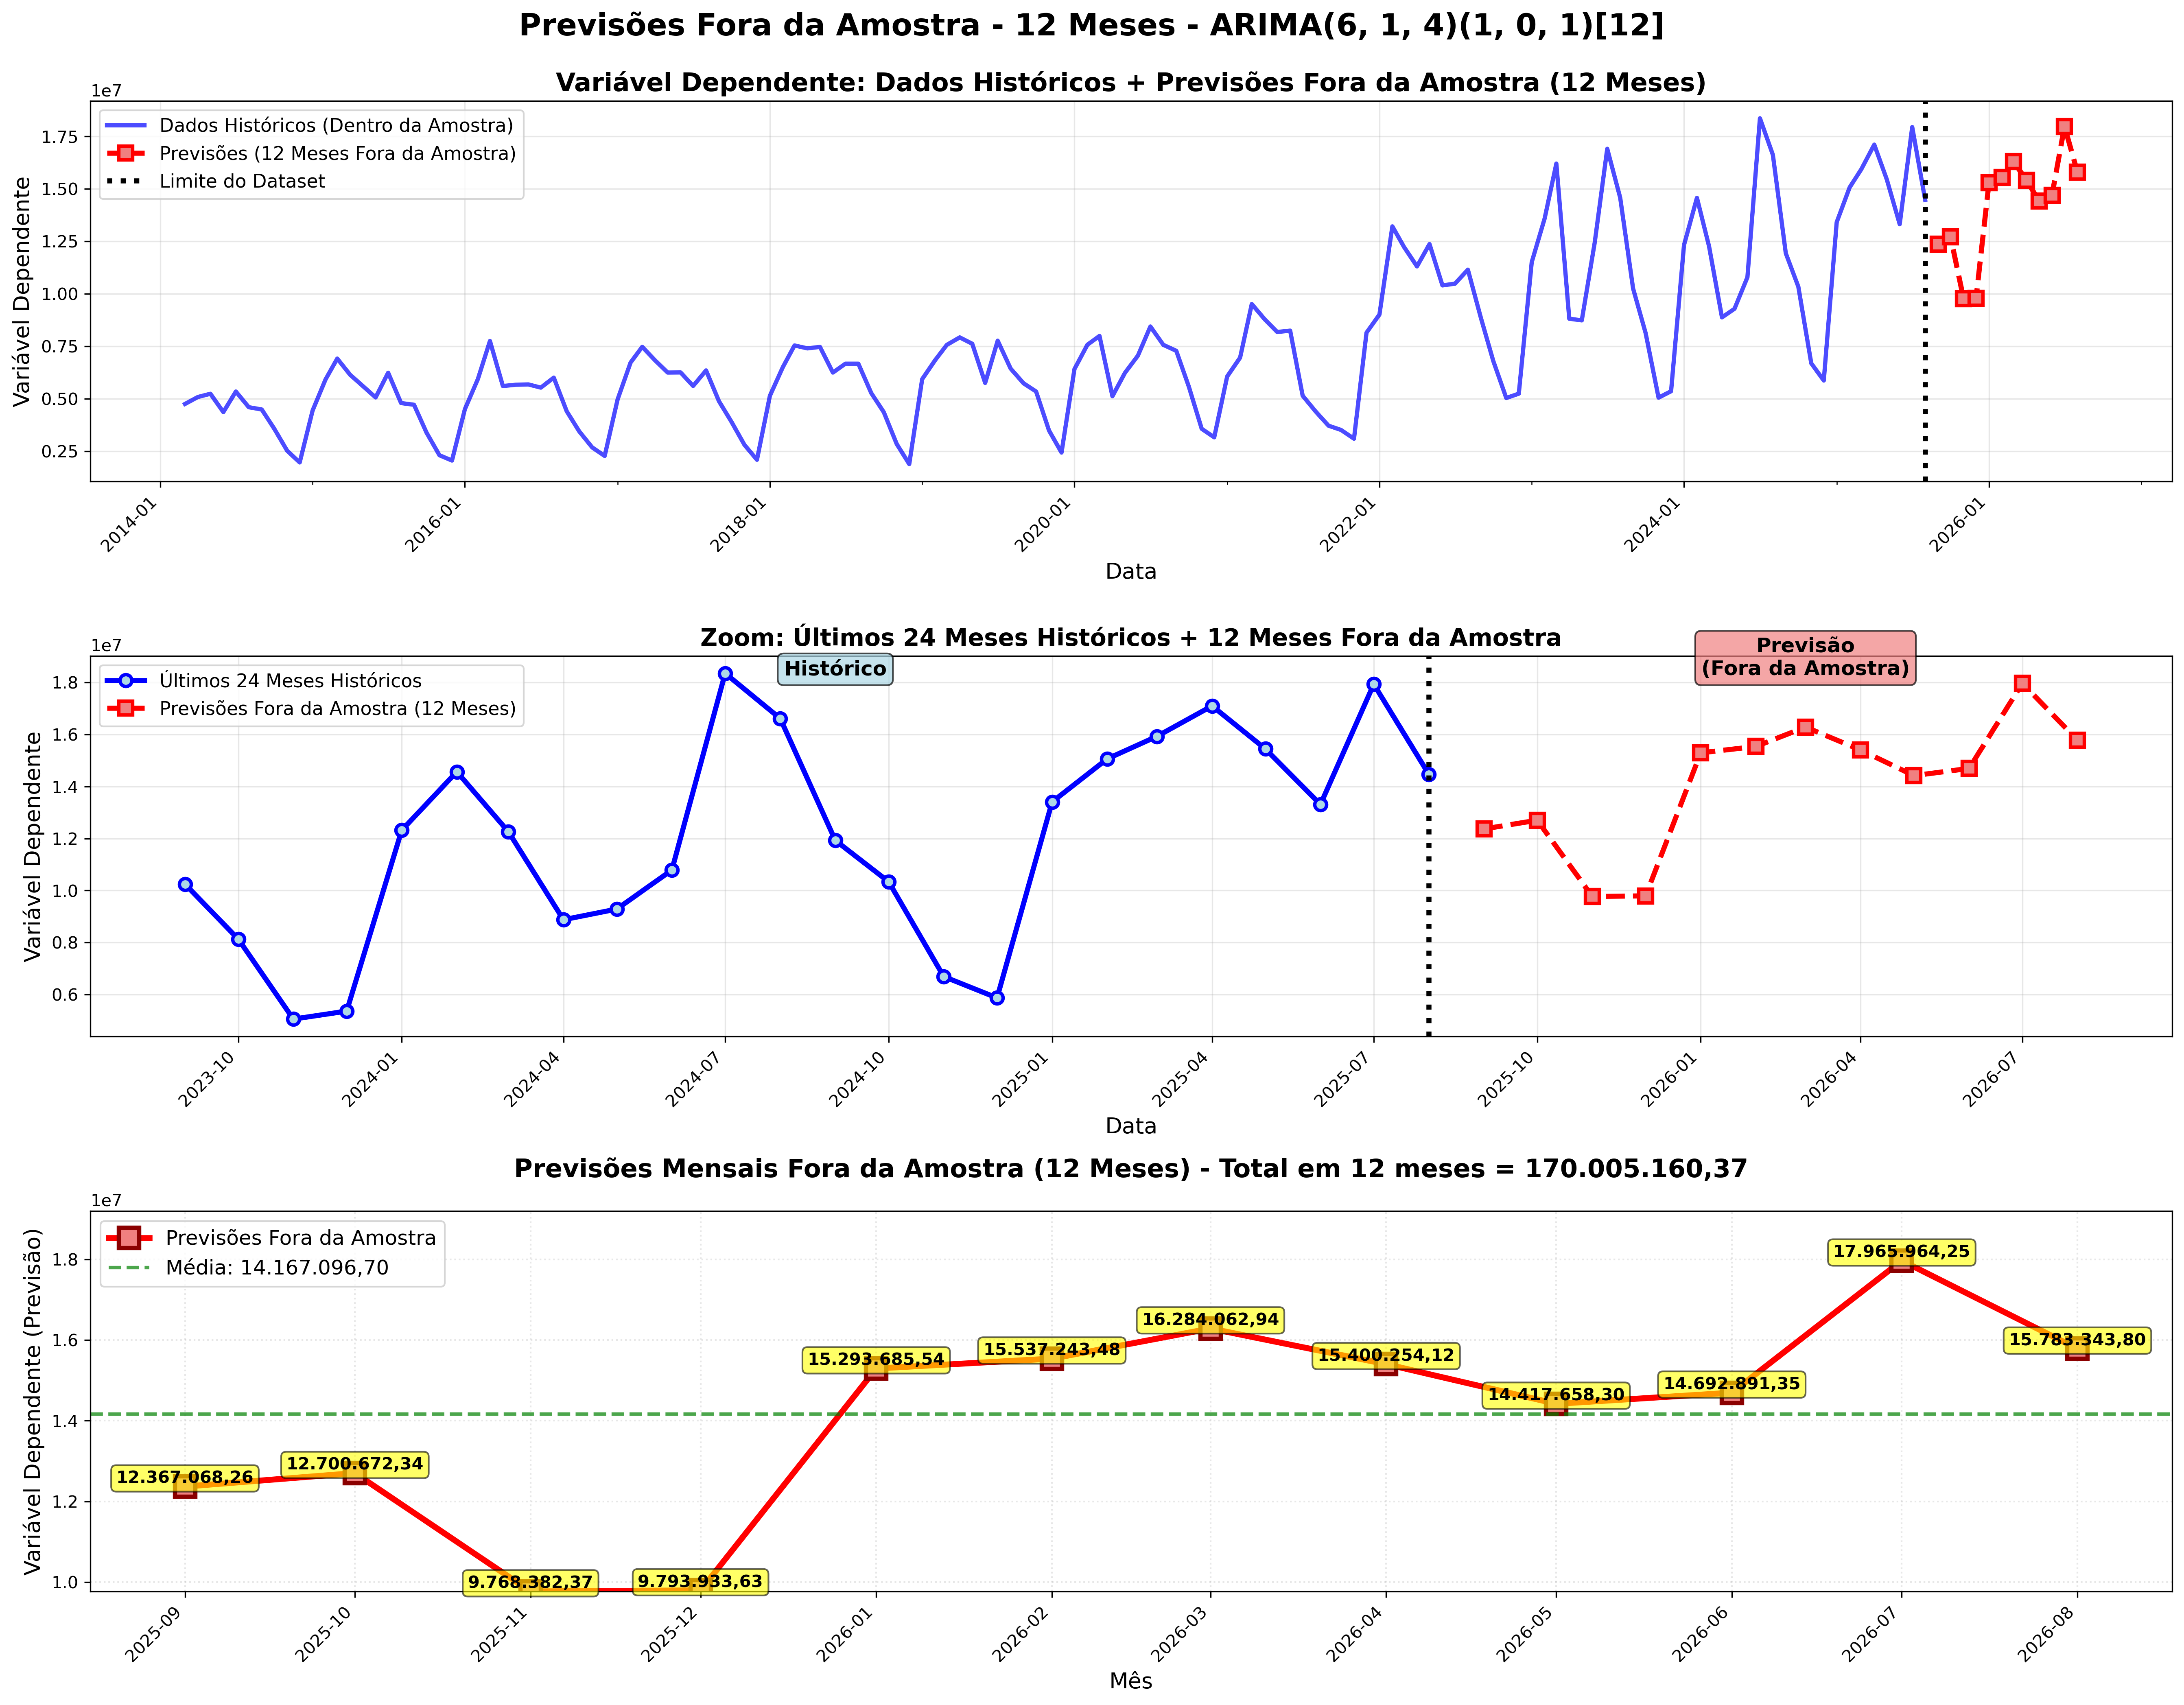 Previsões Fora da Amostra - 12 Meses - ARIMA(6, 1, 4)(1, 0, 1)[12]
Variável Dependente: Dados Históricos + Previsões Fora da Amostra (12 Meses)
1e7
Dados Históricos (Dentro da Amostra)
Previsões (12 Meses Fora da Amostra)
Limite do Dataset
Variável Dependente
1.75
1.50
1.25
1.00
0.75
0.50
0.25
2014-01
2016-01
2018-01
2020-01
2022-01
2024-01
2026-01
Data
Zoom: Últimos 24 Meses Históricos + 12 Meses Fora da Amostra
1e7
Últimos 24 Meses Históricos
Previsões Fora da Amostra (12 Meses)
Histórico
Previsão
(Fora da Amostra)
Variável Dependente
1.8
1.6
1.4
1.2
1.0
0.8
0.6
2023-10
2024-01
2024-04
2024-07
2024-10
2025-01
2025-04
2025-07
2025-10
2026-01
2026-04
2026-07
Data
Previsões Mensais Fora da Amostra (12 Meses) - Total em 12 meses = 170.005.160,37
1e7
Previsões Fora da Amostra
Média: 14.167.096,70
Variável Dependente (Previsão)
1.8
1.6
1.4
1.2
1.0
12.367.068,26
12.700.672,34
9.768.382,37
9.793.933,63
15.293.685,54
15.537.243,48
16.284.062,94
15.400.254,12
14.417.658,30
14.692.891,35
17.965.964,25
15.783.343,80
2025-09
2025-10
2025-11
2025-12
2026-01
2026-02
2026-03
2026-04
2026-05
2026-06
2026-07
2026-08
Mês